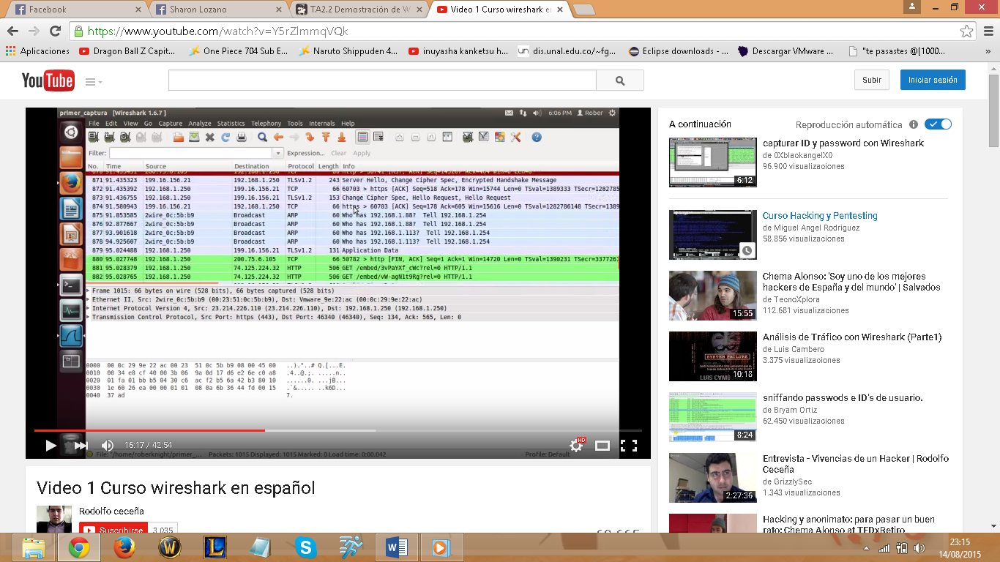 Facebook
Sharon Lozano
TA2.2 Demostración de W
Video 1 Curso wireshark en
https://www.youtube.com/watch?v=Y5rZlmmqVQk
Aplicaciones
Dragon Ball Z Capit...
One Piece 704 Sub E...
Naruto Shippuden 4...
inuyasha kanketsu h...
dis.unal.edu.co/~fg...
Eclipse downloads - ...
Descargar VMware ...
"te pasastes @[1000...
»
YouTube
Subir
Iniciar sesión
primer_captura [Wireshark 1.6.7 ]
6:06 PM
Rober
File Edit View Go Capture Analyze Statistics Telephony Tools Internals Help
Filter:
Expression... Clear Apply
No. Time Source Destination Protocol Length Info
871 91.435323 199.16.156.21 192.168.1.250 TLSv1.2 243 Server Hello, Change Cipher Spec, Encrypted Handshake Message
872 91.435392 192.168.1.250 199.16.156.21 TCP 66 60703 > https [ACK] Seq=518 Ack=178 Win=15744 Len=0 TSval=1389333 TSecr=1282785
873 91.436755 192.168.1.250 199.16.156.21 TLSv1.2 153 Change Cipher Spec, Hello Request, Hello Request
874 91.580943 199.16.156.21 192.168.1.250 TCP 66 https > 60703 [ACK] Seq=178 Ack=605 Win=15616 Len=0 TSval=1282786148 TSecr=1389
875 91.853585 2wire_0c:5b:b9 Broadcast ARP 60 Who has 192.168.1.88? Tell 192.168.1.254
876 92.877667 2wire_0c:5b:b9 Broadcast ARP 60 Who has 192.168.1.88? Tell 192.168.1.254
877 93.901618 2wire_0c:5b:b9 Broadcast ARP 60 Who has 192.168.1.113? Tell 192.168.1.254
878 94.925607 2wire_0c:5b:b9 Broadcast ARP 60 Who has 192.168.1.113? Tell 192.168.1.254
879 95.024488 192.168.1.250 199.16.156.21 TLSv1.2 131 Application Data
880 95.027748 192.168.1.250 200.75.6.105 TCP 66 50782 > http [FIN, ACK] Seq=1 Ack=1 Win=14720 Len=0 TSval=1390231 TSecr=337726
881 95.028379 192.168.1.250 74.125.224.32 HTTP 506 GET /embed/3vPaYXf_cWc?rel=0 HTTP/1.1
882 95.028765 192.168.1.250 74.125.224.32 HTTP 506 GET /embed/vW-agN1t9Rg?rel=0 HTTP/1.1
Frame 1015: 66 bytes on wire (528 bits), 66 bytes captured (528 bits)
Ethernet II, Src: 2wire_0c:5b:b9 (00:23:51:0c:5b:b9), Dst: Vmware_9e:22:ac (00:0c:29:9e:22:ac)
Internet Protocol Version 4, Src: 23.214.226.110 (23.214.226.110), Dst: 192.168.1.250 (192.168.1.250)
Transmission Control Protocol, Src Port: https (443), Dst Port: 46340 (46340), Seq: 134, Ack: 565, Len: 0
0000 00 0c 29 9e 22 ac 00 23 51 0c 5b b9 08 00 45 00 ..)."..# Q.[...E.
0010 00 34 e8 cf 40 00 3b 06 9a 0d 17 d6 e2 6e c0 a8 .4..@.;. .....n..
0020 01 fa 01 bb b5 04 30 c6 ac f2 b5 6a 42 b3 80 10 ......0. ...jB...
0030 1e 60 26 ea 00 00 01 01 08 0a 6b 36 44 fd 00 15 .`&..... ..k6D...
0040 37 ad 7.
16:17 / 42:54
HD
File: "/home/roberknight/primer_... Packets: 1015 Displayed: 1015 Marked: 0 Load time: 0:00.042
Profile: Default
Video 1 Curso wireshark en español
Rodolfo ceceña
Suscribirse
3.035
A continuación
Reproducción automática
capturar ID y password con Wireshark
de 0XblackangelX0
96.900 visualizaciones
6:12
Curso Hacking y Pentesting
de Miguel Angel Rodriguez
58.856 visualizaciones
Chema Alonso: 'Soy uno de los mejores
hackers de España y del mundo' | Salvados
de TecnoXplora
112.681 visualizaciones
15:55
Análisis de Tráfico con Wireshark (Parte1)
de Luis Cambero
3.375 visualizaciones
SYSTEM FAILURE
LUIS CAMB
10:18
sniffando passwods e ID's de usuario.
de Bryam Ortiz
62.450 visualizaciones
8:24
Entrevista - Vivencias de un Hacker | Rodolfo
Ceceña
de GrizzlySec
1.343 visualizaciones
2:27:36
Hacking y anonimato: para pasar un buen
rato: Chema Alonso at TEDxRetiro
23:15
14/08/2015